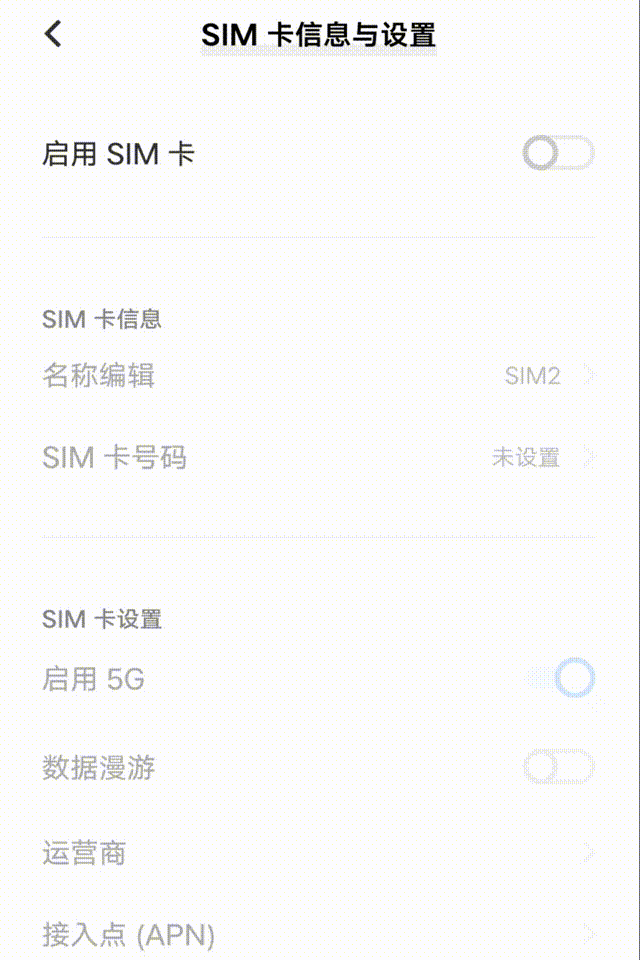 SIM 卡信息与设置
启用 SIM 卡
SIM 卡信息
名称编辑 SIM2
SIM 卡号码 未设置
SIM 卡设置
启用 5G
数据漫游
运营商
接入点 (APN)